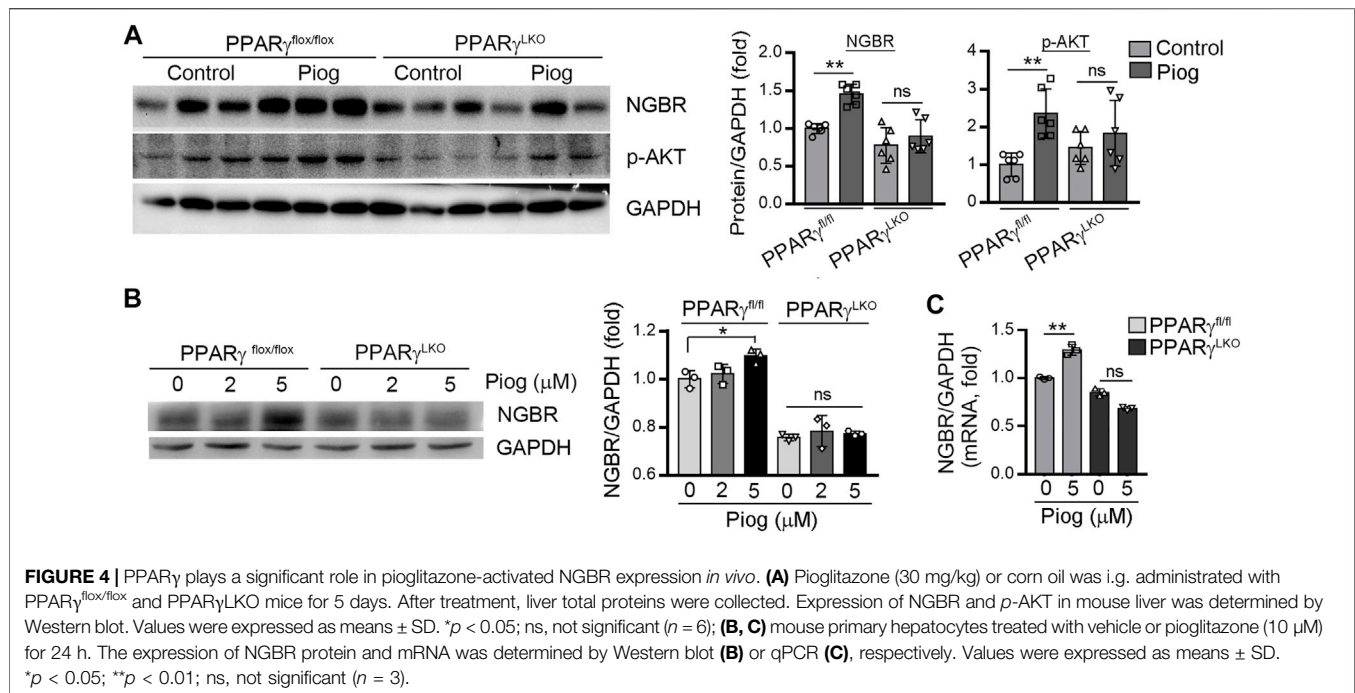 A
PPARγflox/flox PPARγLKO
Control Piog Control Piog
NGBR
p-AKT
GAPDH
Protein/GAPDH (fold)
NGBR
2.0
1.5
1.0
0.5
0.0
**
ns
PPARγfl/fl
PPARγLKO
p-AKT
4
3
2
1
0
**
ns
PPARγfl/fl
PPARγLKO
Control
Piog
B
PPARγ flox/flox PPARγLKO
0 2 5 0 2 5 Piog (μM)
NGBR
GAPDH
NGBR/GAPDH (fold)
PPARγfl/fl PPARγLKO
1.2
1.0
0.8
0.6
*
ns
0 2 5 0 2 5
Piog (μM)
C
NGBR/GAPDH
(mRNA, fold)
1.5
1.0
0.5
0.0
**
ns
0 5 0 5
Piog (μM)
PPARγfl/fl
PPARγLKO
FIGURE 4 | PPARγ plays a significant role in pioglitazone-activated NGBR expression in vivo. (A) Pioglitazone (30 mg/kg) or corn oil was i.g. administrated with
PPARγflox/flox and PPARγLKO mice for 5 days. After treatment, liver total proteins were collected. Expression of NGBR and p-AKT in mouse liver was determined by
Western blot. Values were expressed as means ± SD. *p < 0.05; ns, not significant (n = 6); (B, C) mouse primary hepatocytes treated with vehicle or pioglitazone (10 μM)
for 24 h. The expression of NGBR protein and mRNA was determined by Western blot (B) or qPCR (C), respectively. Values were expressed as means ± SD.
*p < 0.05; **p < 0.01; ns, not significant (n = 3).